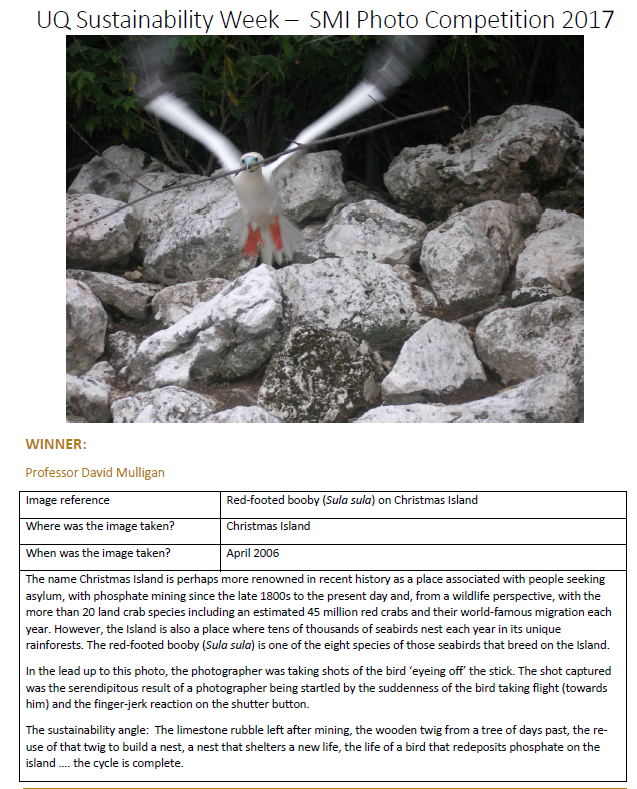 UQ Sustainability Week – SMI Photo Competition 2017
WINNER:
Professor David Mulligan
Image reference
Red-footed booby (Sula sula) on Christmas Island
Where was the image taken?
Christmas Island
When was the image taken?
April 2006
The name Christmas Island is perhaps more renowned in recent history as a place associated with people seeking
asylum, with phosphate mining since the late 1800s to the present day and, from a wildlife perspective, with the
more than 20 land crab species including an estimated 45 million red crabs and their world-famous migration each
year. However, the Island is also a place where tens of thousands of seabirds nest each year in its unique
rainforests. The red-footed booby (Sula sula) is one of the eight species of those seabirds that breed on the Island.
In the lead up to this photo, the photographer was taking shots of the bird ‘eyeing off’ the stick. The shot captured
was the serendipitous result of a photographer being startled by the suddenness of the bird taking flight (towards
him) and the finger-jerk reaction on the shutter button.
The sustainability angle: The limestone rubble left after mining, the wooden twig from a tree of days past, the re-
use of that twig to build a nest, a nest that shelters a new life, the life of a bird that redeposits phosphate on the
island .... the cycle is complete.